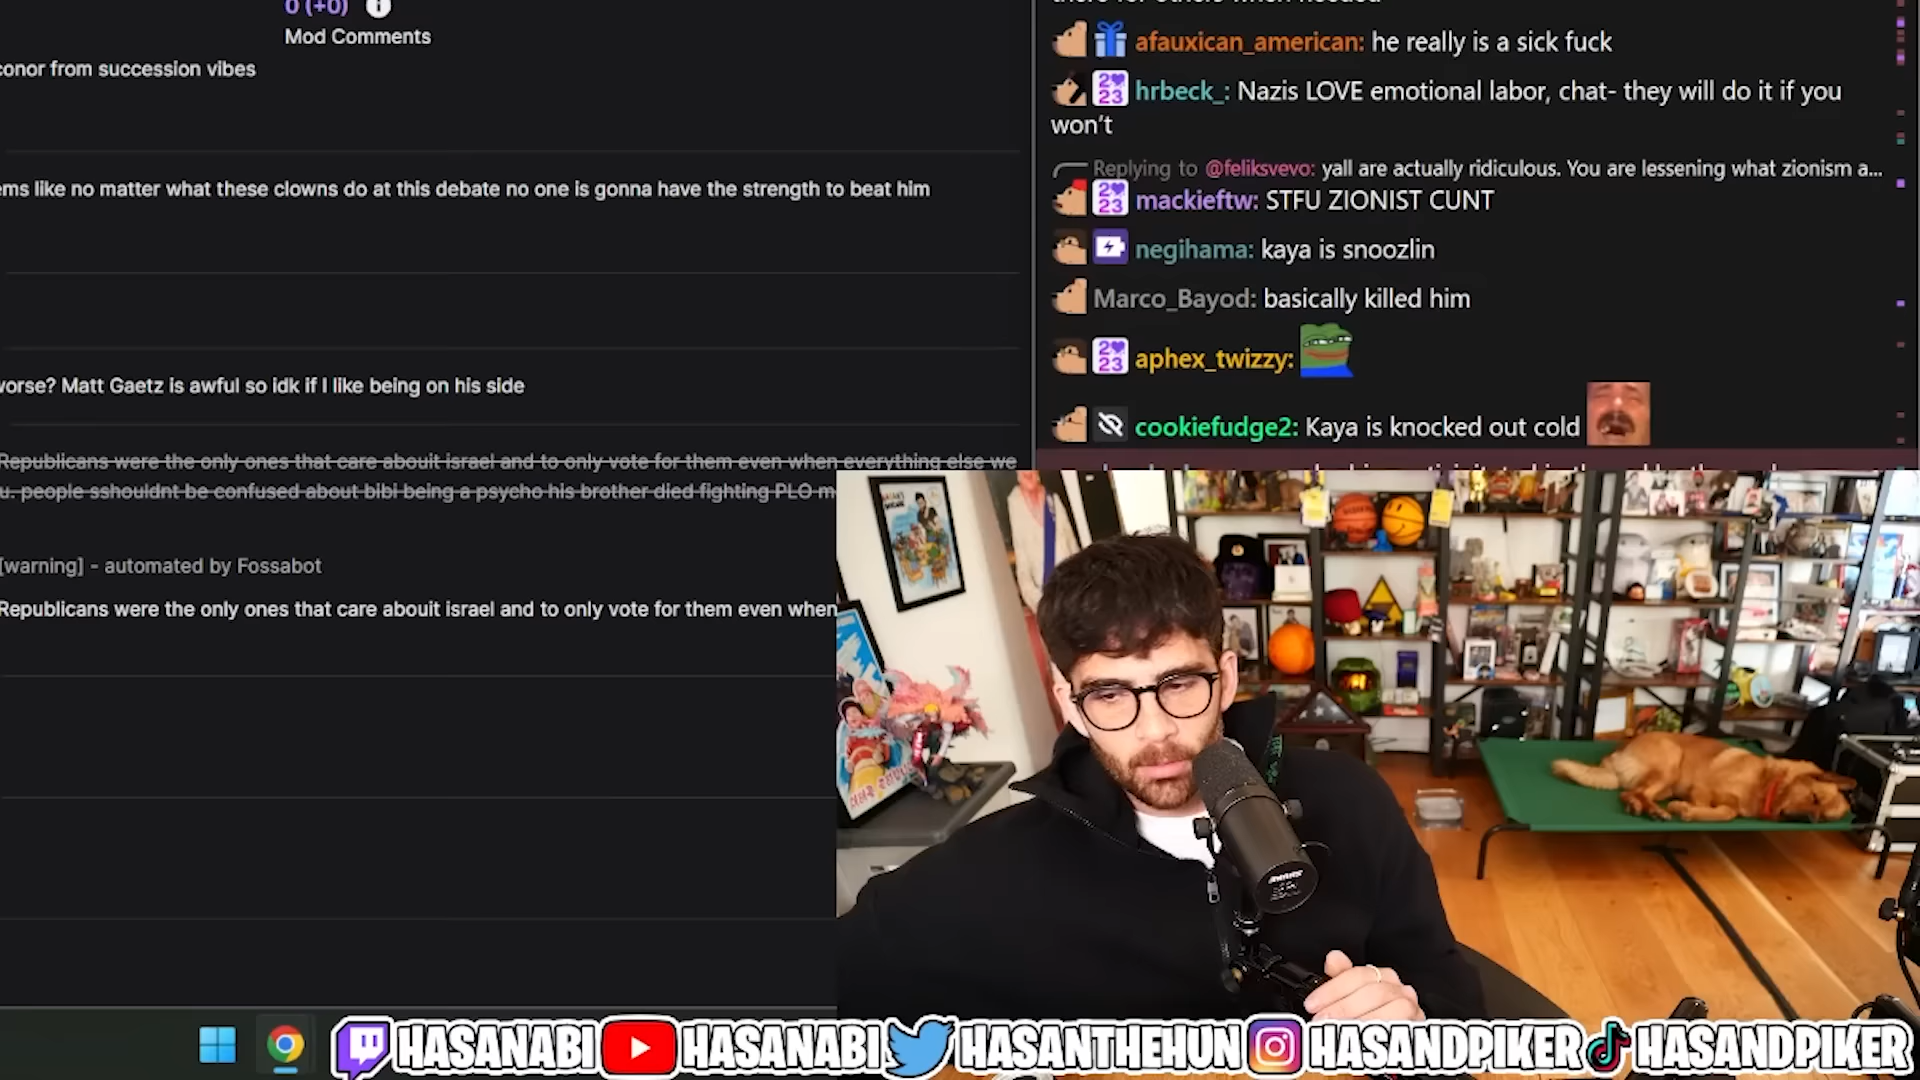 0 (+0)
Mod Comments
conor from succession vibes
ems like no matter what these clowns do at this debate no one is gonna have the strength to beat him
worse? Matt Gaetz is awful so idk if I like being on his side
Republicans were the only ones that care abouit israel and to only vote for them even when everything else we
u. people sshouldnt be confused about bibi being a psycho his brother died fighting PLO m
[warning] - automated by Fossabot
Republicans were the only ones that care abouit israel and to only vote for them even when
afauxican_american: he really is a sick fuck
hrbeck_: Nazis LOVE emotional labor, chat- they will do it if you
won't
Replying to @feliksvevo: yall are actually ridiculous. You are lessening what zionism a...
mackieftw: STFU ZIONIST CUNT
negihama: kaya is snoozlin
Marco_Bayod: basically killed him
aphex_twizzy:
cookiefudge2: Kaya is knocked out cold
HASANABI HASANABI HASANTHEHUN HASANDPIKER HASANDPIKER